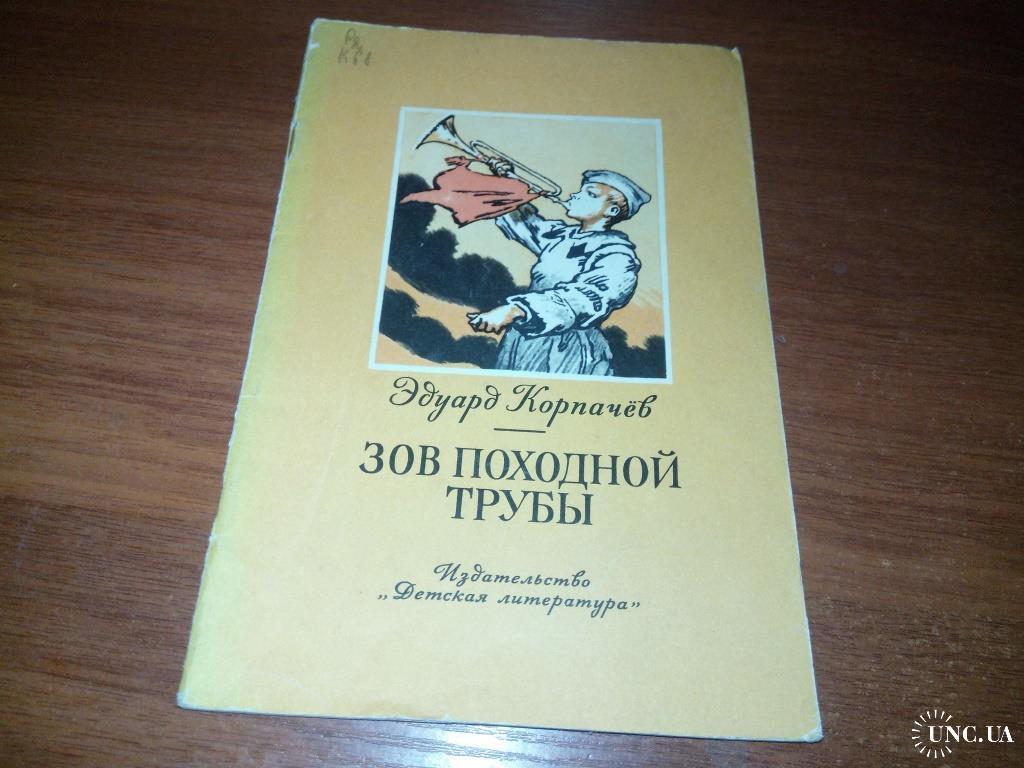 Эдуард Корпачёв
ЗОВ ПОХОДНОЙ
ТРУБЫ
Издательство
„Детская литература"
UNC.UA